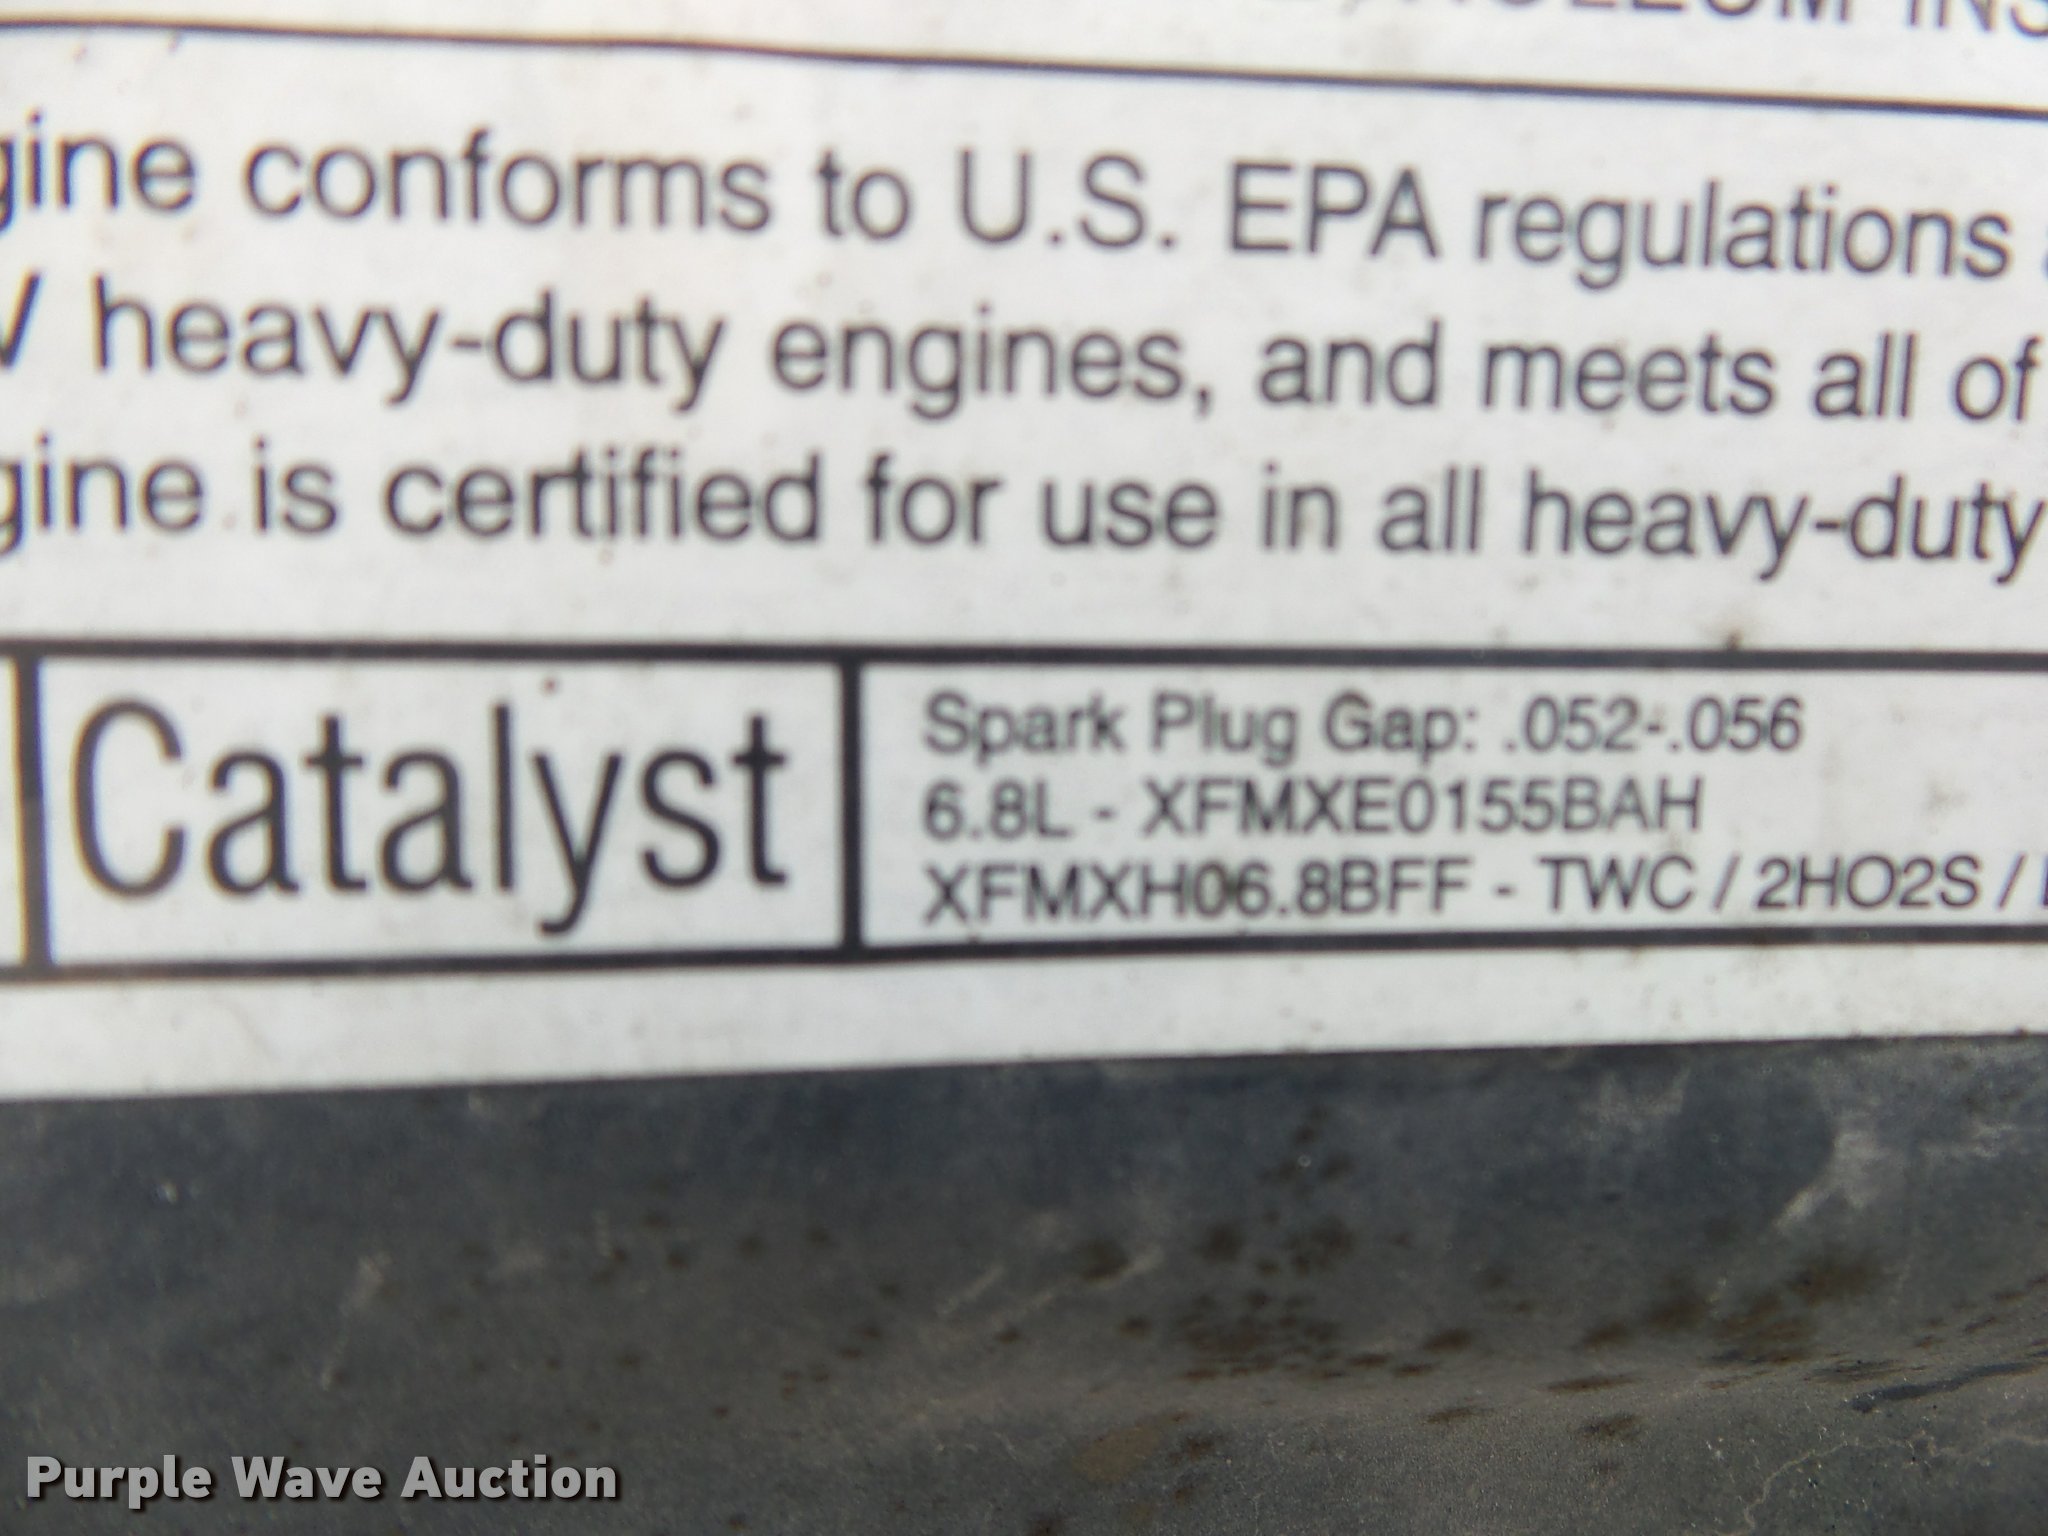 gine conforms to U.S. EPA regulations
V heavy-duty engines, and meets all of
gine is certified for use in all heavy-duty
Catalyst
Spark Plug Gap: .052-.056
6.8L - XFMXE0155BAH
XFMXH06.8BFF - TWC / 2HO2S /
Purple Wave Auction